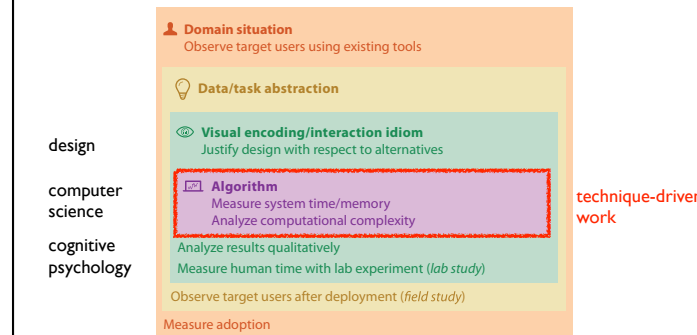 Domain situation
Observe target users using existing tools
Data/task abstraction
Visual encoding/interaction idiom
Justify design with respect to alternatives
design
Algorithm
Measure system time/memory
Analyze computational complexity
computer
science
technique-driven
work
cognitive
psychology
Analyze results qualitatively
Measure human time with lab experiment (lab study)
Observe target users after deployment (field study)
Measure adoption